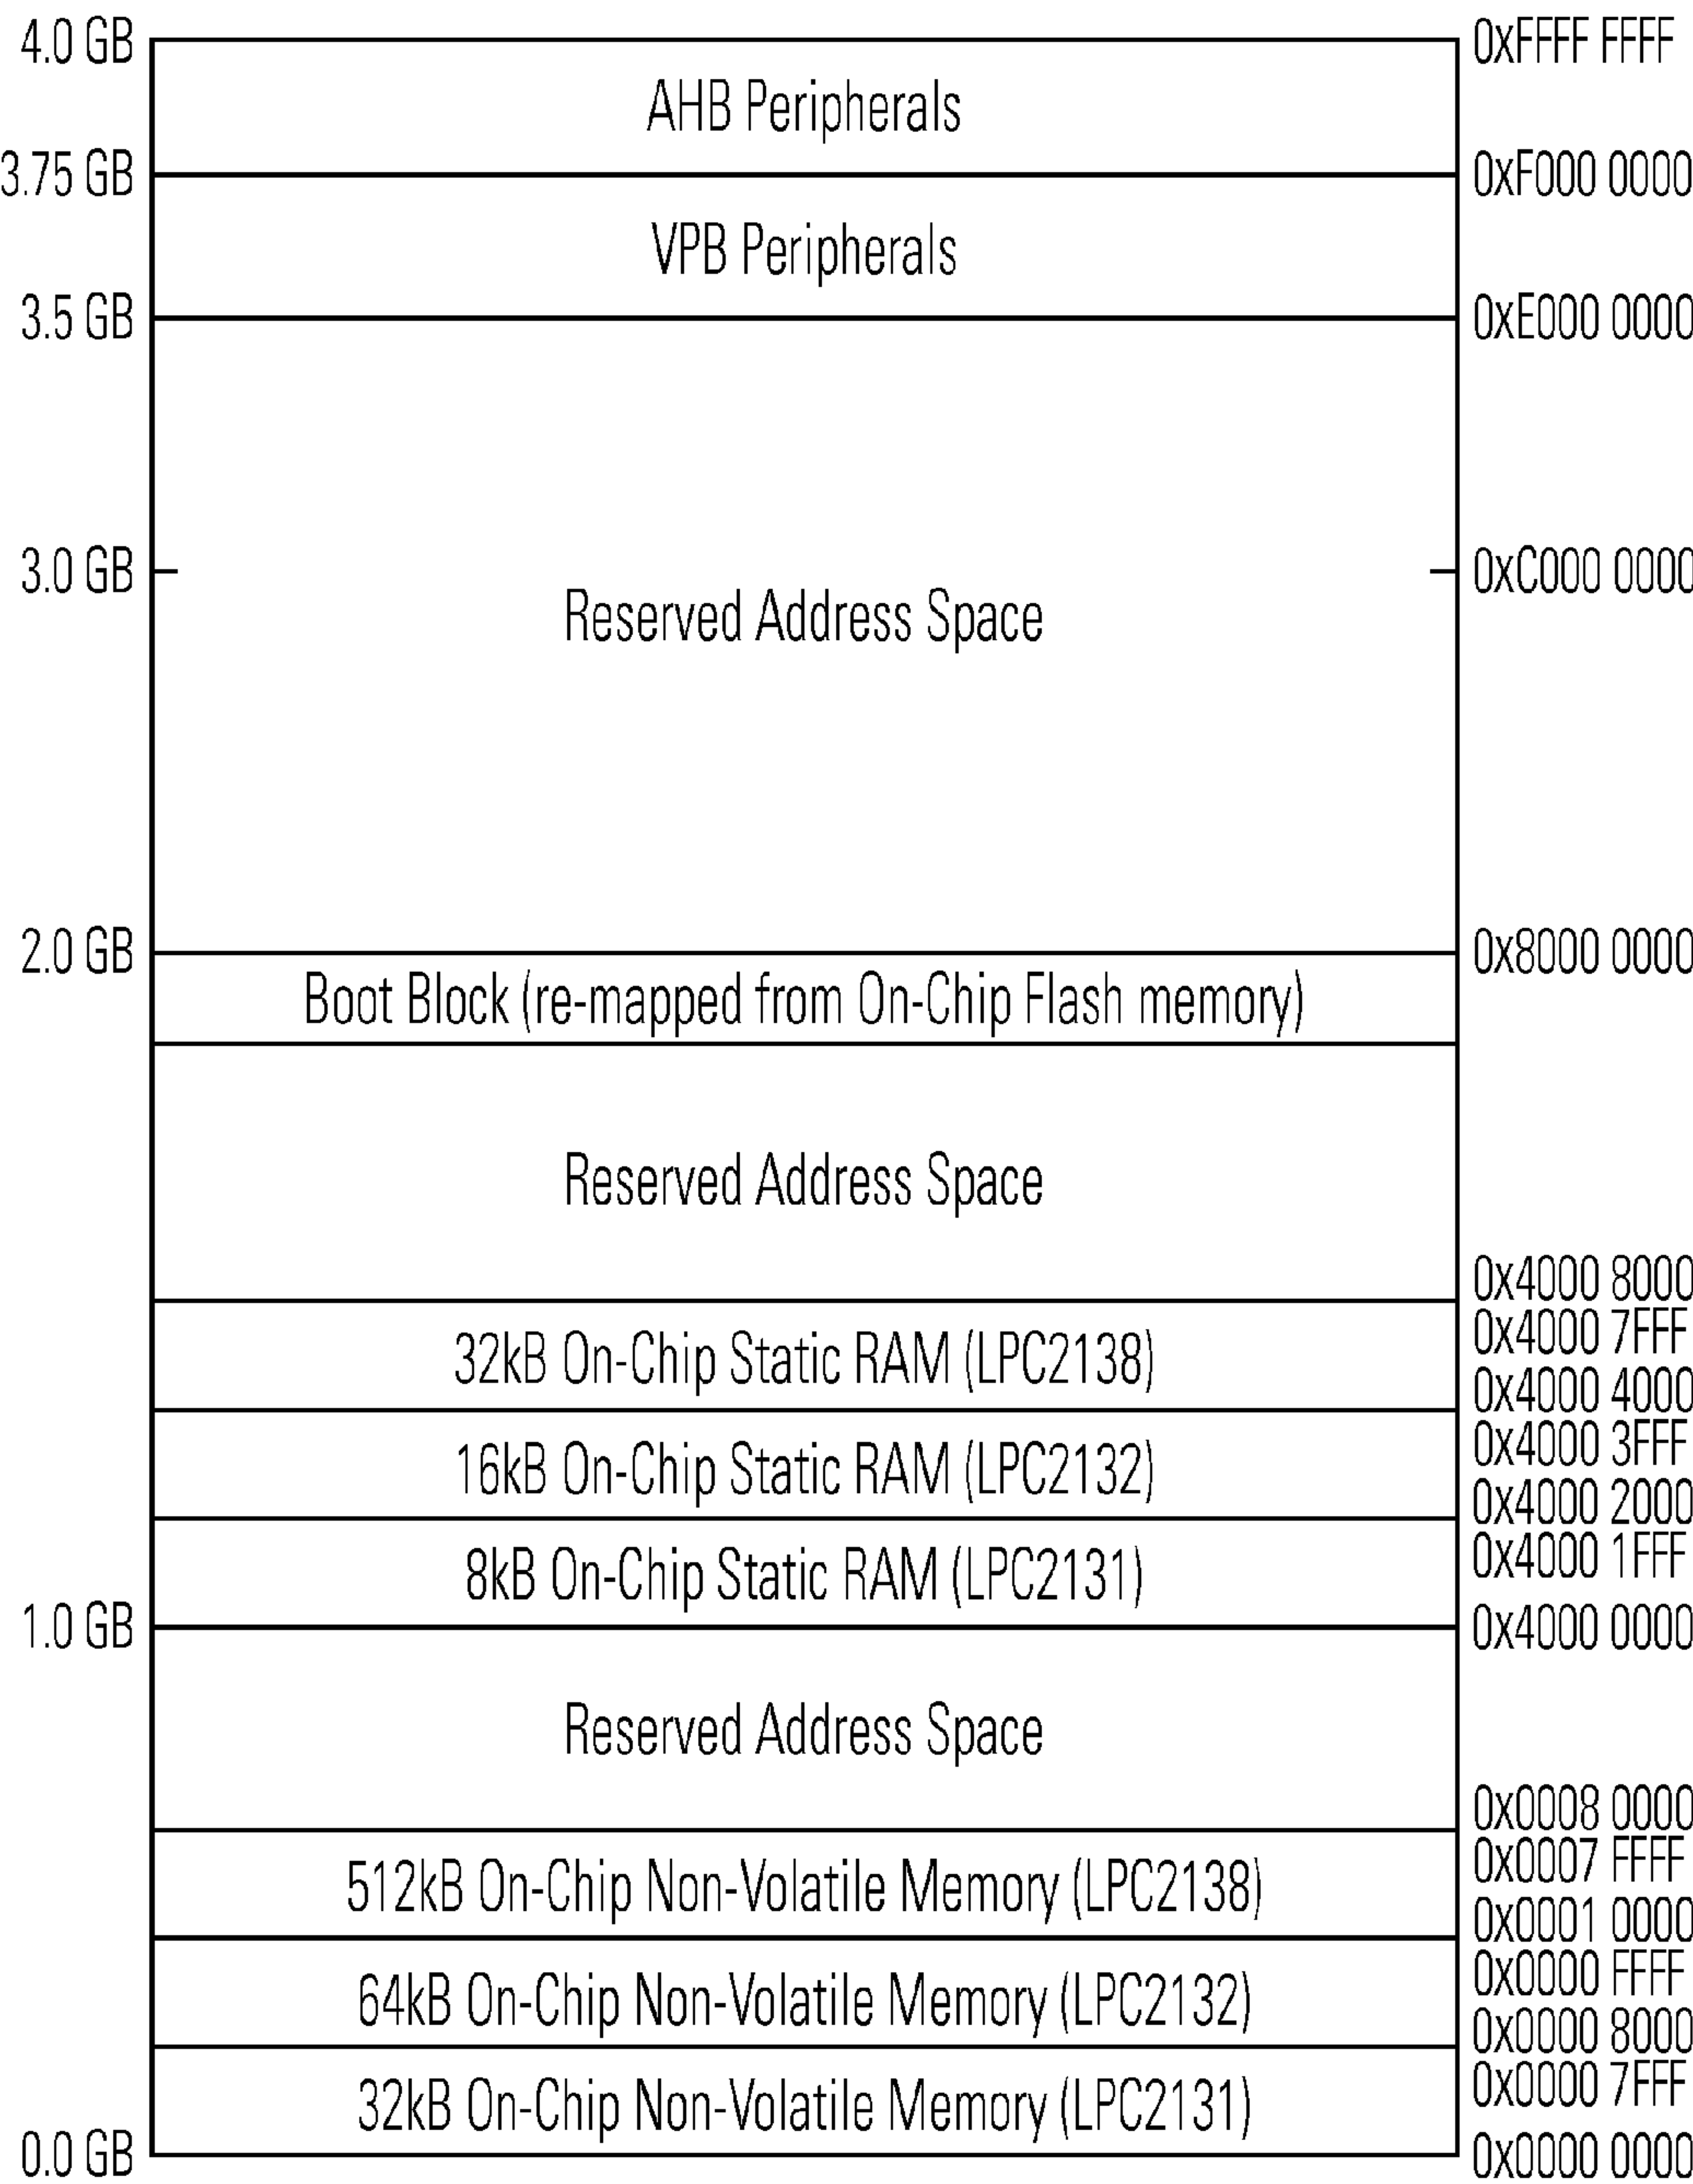 4.0 GB 0xFFFF FFFF
AHB Peripherals
3.75 GB 0xF000 0000
VPB Peripherals
3.5 GB 0xE000 0000
3.0 GB 0xC000 0000
Reserved Address Space
2.0 GB 0x8000 0000
Boot Block (re-mapped from On-Chip Flash memory)
Reserved Address Space
0x4000 8000
0x4000 7FFF
32kB On-Chip Static RAM (LPC2138)
0x4000 4000
0x4000 3FFF
16kB On-Chip Static RAM (LPC2132)
0x4000 2000
0x4000 1FFF
8kB On-Chip Static RAM (LPC2131)
1.0 GB 0x4000 0000
Reserved Address Space
0x0008 0000
0x0007 FFFF
512kB On-Chip Non-Volatile Memory (LPC2138)
0x0001 0000
0x0000 FFFF
64kB On-Chip Non-Volatile Memory (LPC2132)
0x0000 8000
0x0000 7FFF
32kB On-Chip Non-Volatile Memory (LPC2131)
0.0 GB 0x0000 0000